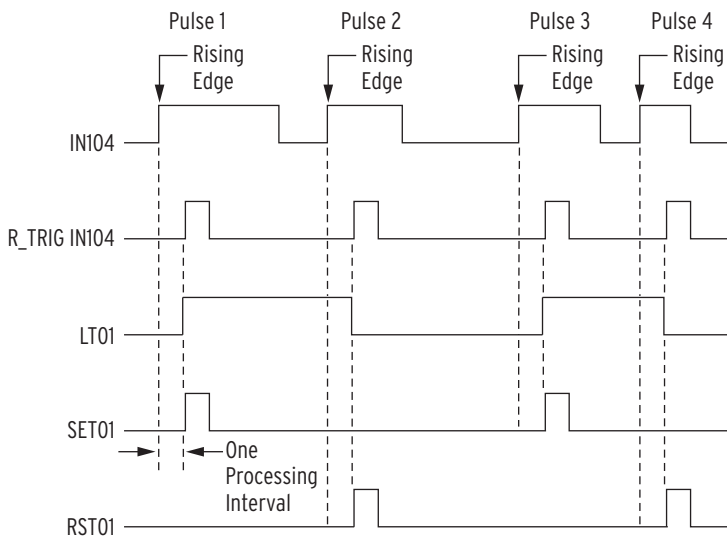 Pulse 1
Pulse 2
Pulse 3
Pulse 4
Rising
Edge
Rising
Edge
Rising
Edge
Rising
Edge
IN104
R_TRIG IN104
LT01
SET01
One
Processing
Interval
RST01